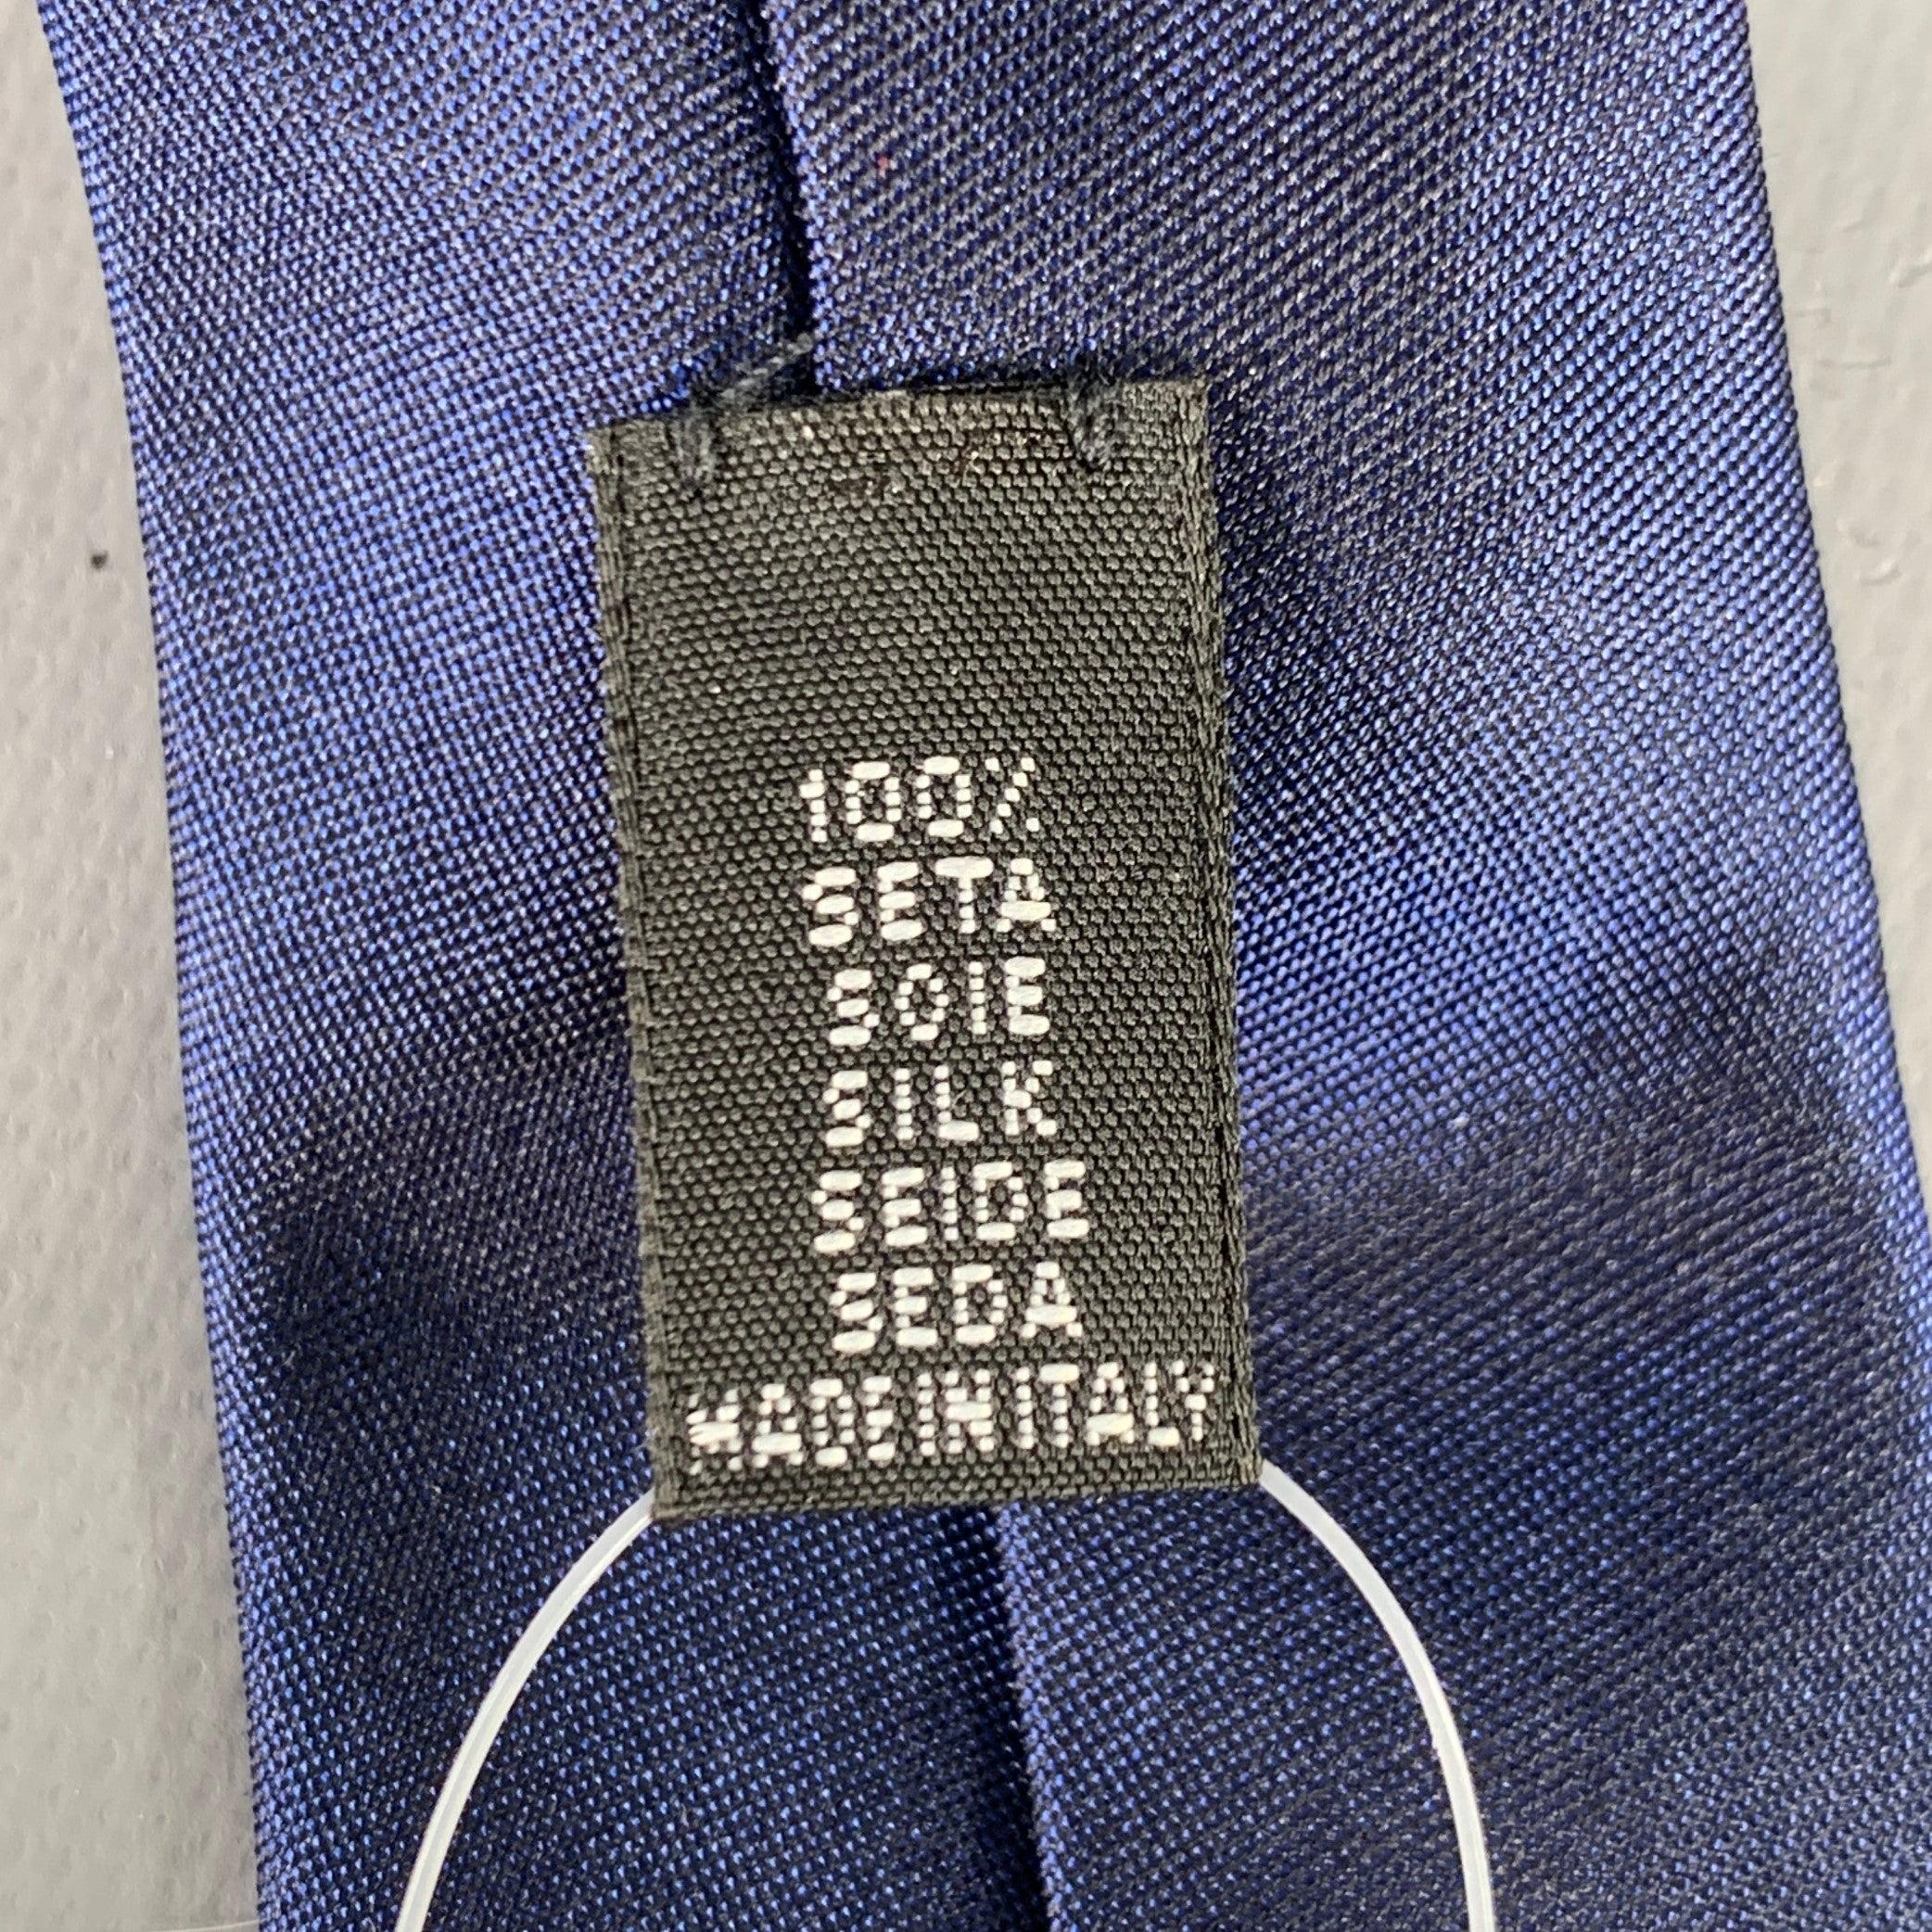 100%
SETA
SOIE
SILK
SEIDE
SEDA
MADE IN ITALY